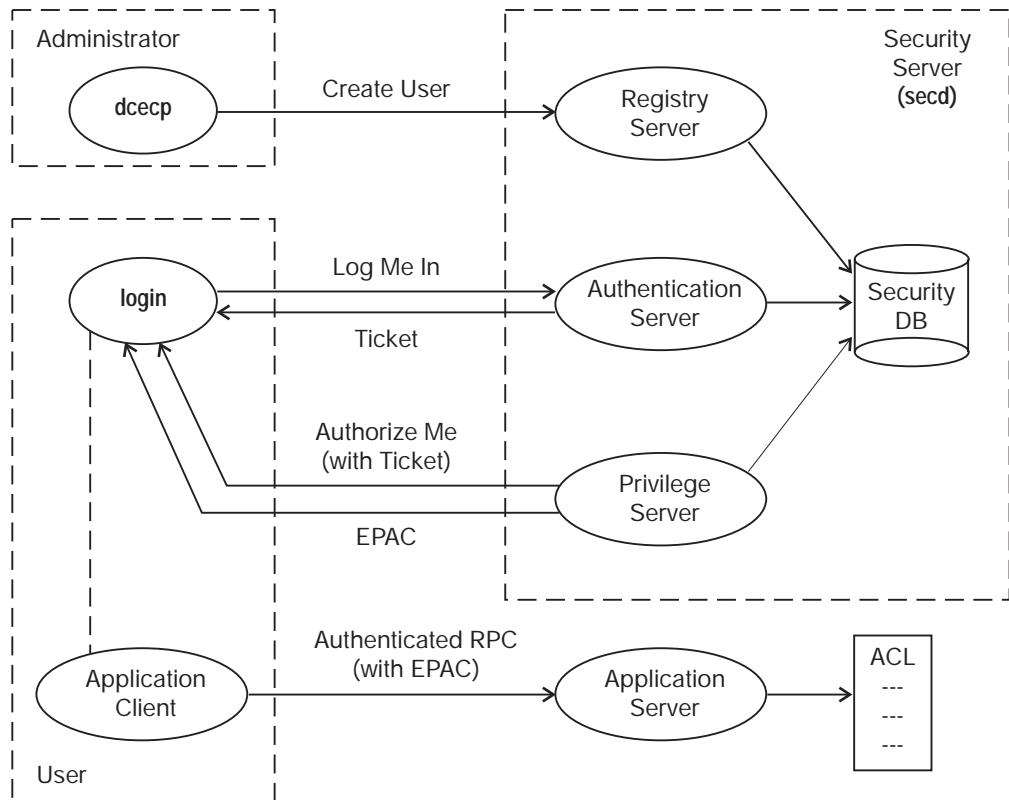 Administrator
dcecp
Create User
Registry
Server
Security
Server
(secd)
login
Log Me In
Ticket
Authentication
Server
Security
DB
Authorize Me
(with Ticket)
EPAC
Privilege
Server
Application
Client
Authenticated RPC
(with EPAC)
Application
Server
ACL
---
---
---
User